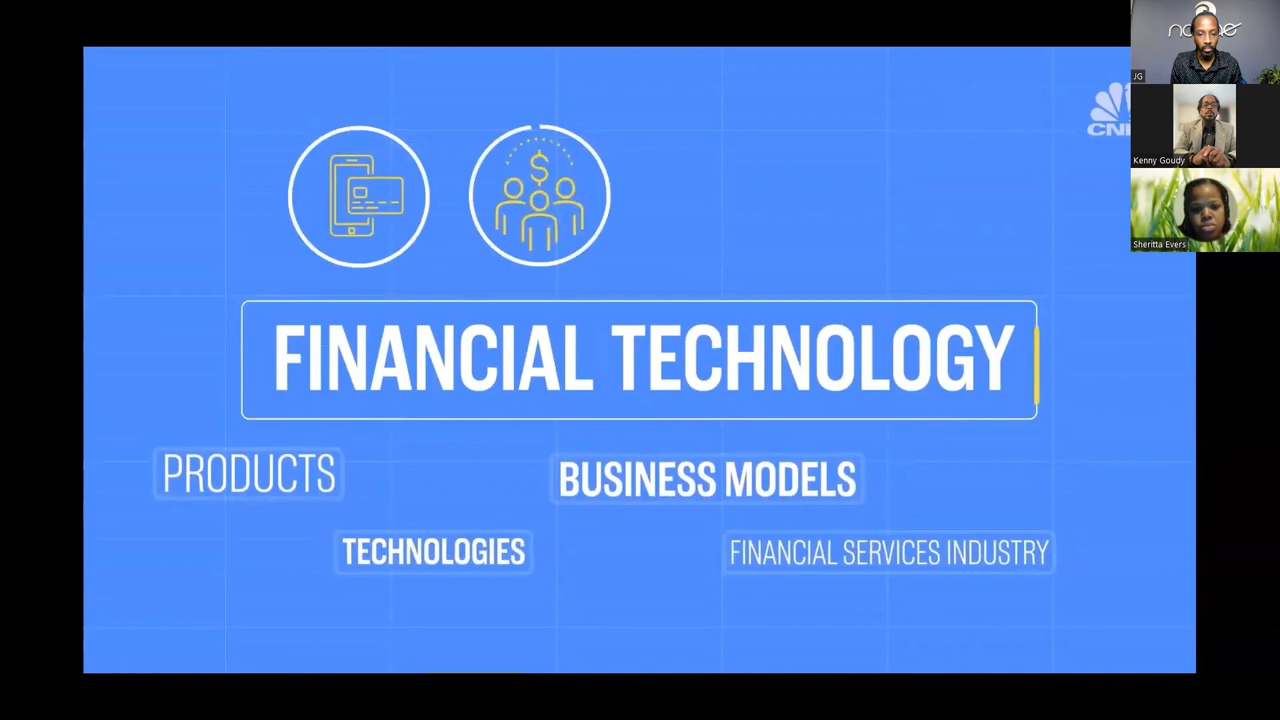 JG
Kenny Goudy
Sheritta Evers
FINANCIAL TECHNOLOGY
PRODUCTS
BUSINESS MODELS
TECHNOLOGIES
FINANCIAL SERVICES INDUSTRY